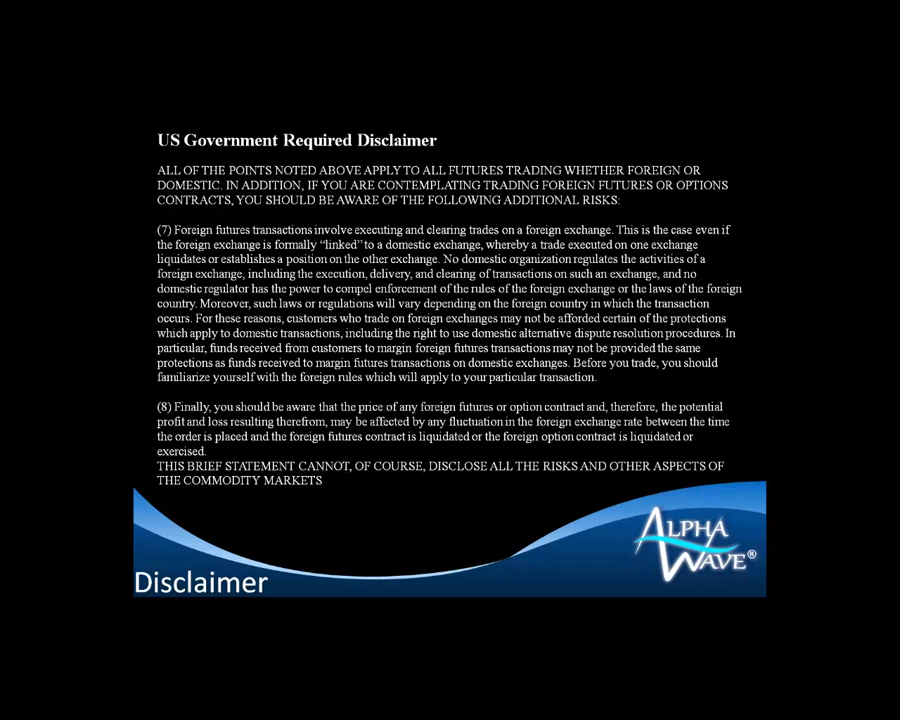 US Government Required Disclaimer
ALL OF THE POINTS NOTED ABOVE APPLY TO ALL FUTURES TRADING WHETHER FOREIGN OR
DOMESTIC. IN ADDITION, IF YOU ARE CONTEMPLATING TRADING FOREIGN FUTURES OR OPTIONS
CONTRACTS, YOU SHOULD BE AWARE OF THE FOLLOWING ADDITIONAL RISKS:
(7) Foreign futures transactions involve executing and clearing trades on a foreign exchange. This is the case even if
the foreign exchange is formally “linked” to a domestic exchange, whereby a trade executed on one exchange
liquidates or establishes a position on the other exchange. No domestic organization regulates the activities of a
foreign exchange, including the execution, delivery, and clearing of transactions on such an exchange, and no
domestic regulator has the power to compel enforcement of the rules of the foreign exchange or the laws of the foreign
country. Moreover, such laws or regulations will vary depending on the foreign country in which the transaction
occurs. For these reasons, customers who trade on foreign exchanges may not be afforded certain of the protections
which apply to domestic transactions, including the right to use domestic alternative dispute resolution procedures. In
particular, funds received from customers to margin foreign futures transactions may not be provided the same
protections as funds received to margin futures transactions on domestic exchanges. Before you trade, you should
familiarize yourself with the foreign rules which will apply to your particular transaction.
(8) Finally, you should be aware that the price of any foreign futures or option contract and, therefore, the potential
profit and loss resulting therefrom, may be affected by any fluctuation in the foreign exchange rate between the time
the order is placed and the foreign futures contract is liquidated or the foreign option contract is liquidated or
exercised.
THIS BRIEF STATEMENT CANNOT, OF COURSE, DISCLOSE ALL THE RISKS AND OTHER ASPECTS OF
THE COMMODITY MARKETS
ALPHA
WAVE®
Disclaimer